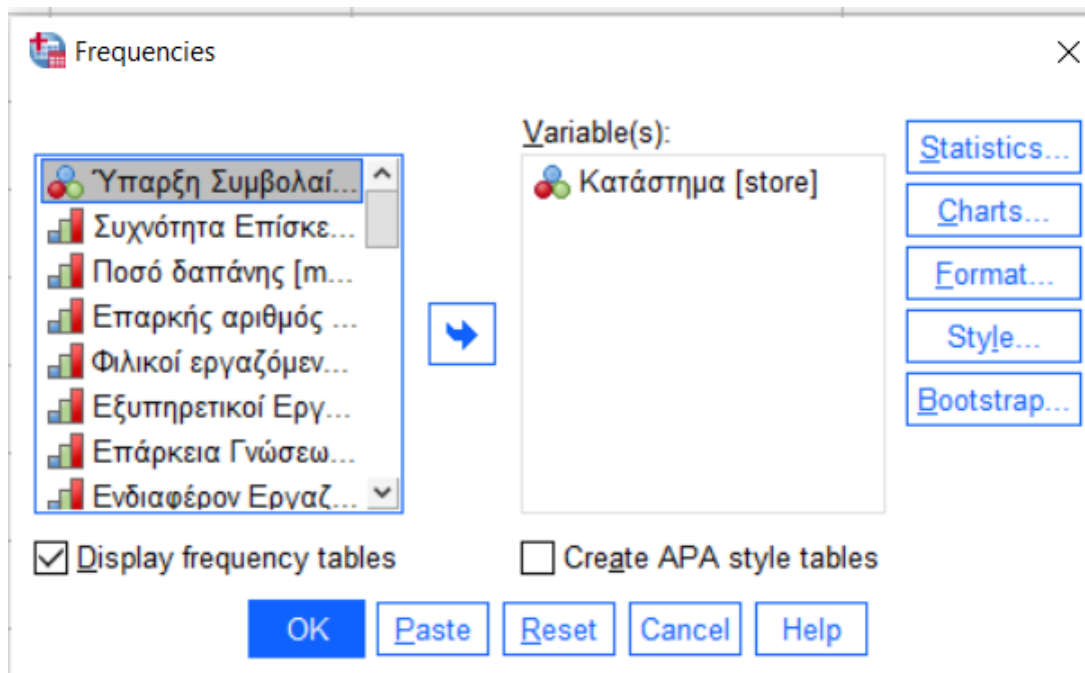 Frequencies
Variable(s):
Ύπαρξη Συμβολαί...
Συχνότητα Επίσκε...
Ποσό δαπάνης [m...
Επαρκής αριθμός ...
Φιλικοί εργαζόμεν...
Εξυπηρετικοί Εργ...
Επάρκεια Γνώσεω...
Ενδιαφέρον Εργαζ...
Κατάστημα [store]
Statistics...
Charts...
Format...
Style...
Bootstrap...
Display frequency tables
Create APA style tables
OK Paste Reset Cancel Help